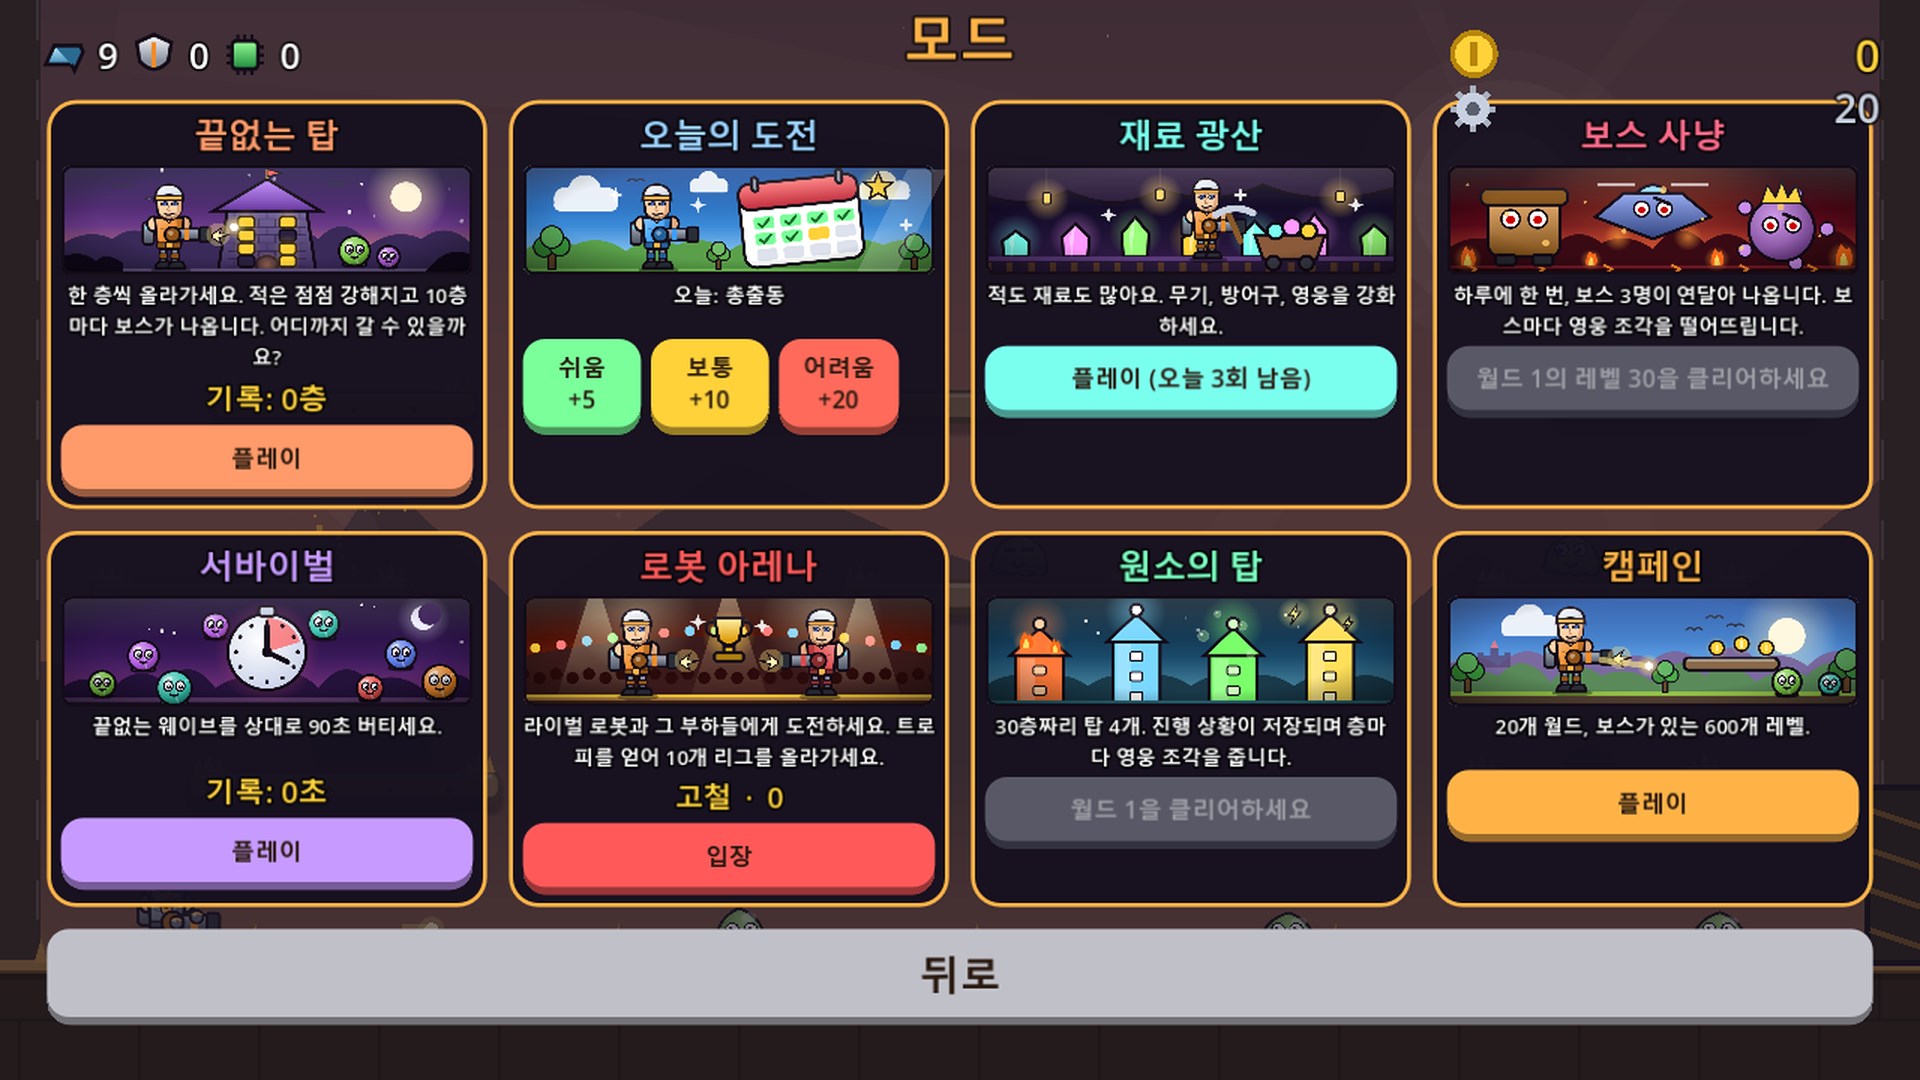 모드
9 0 0
0
20
끝없는 탑
한 층씩 올라가세요. 적은 점점 강해지고 10층
마다 보스가 나옵니다. 어디까지 갈 수 있을까
요?
기록: 0층
플레이
오늘의 도전
오늘: 총출동
쉬움
+5
보통
+10
어려움
+20
재료 광산
적도 재료도 많아요. 무기, 방어구, 영웅을 강화
하세요.
플레이 (오늘 3회 남음)
보스 사냥
하루에 한 번, 보스 3명이 연달아 나옵니다. 보
스마다 영웅 조각을 떨어뜨립니다.
월드 1의 레벨 30을 클리어하세요
서바이벌
끝없는 웨이브를 상대로 90초 버티세요.
기록: 0초
플레이
로봇 아레나
라이벌 로봇과 그 부하들에게 도전하세요. 트로
피를 얻어 10개 리그를 올라가세요.
고철 · 0
입장
원소의 탑
30층짜리 탑 4개. 진행 상황이 저장되며 층마
다 영웅 조각을 줍니다.
월드 1을 클리어하세요
캠페인
20개 월드, 보스가 있는 600개 레벨.
플레이
뒤로